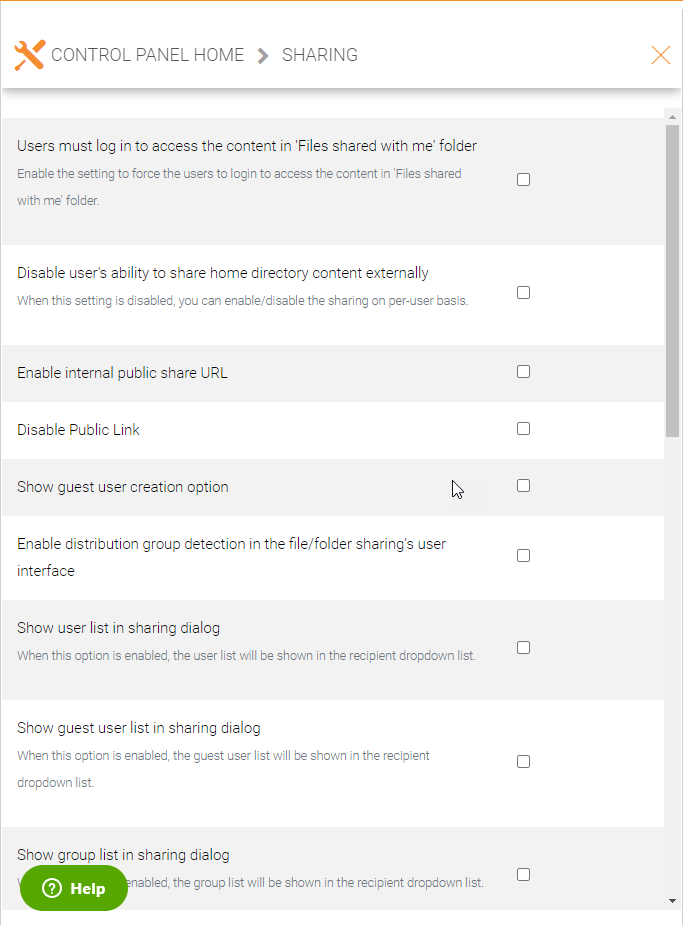 CONTROL PANEL HOME > SHARING
Users must log in to access the content in 'Files shared with me' folder
Enable the setting to force the users to login to access the content in 'Files shared
with me' folder.
Disable user's ability to share home directory content externally
When this setting is disabled, you can enable/disable the sharing on per-user basis.
Enable internal public share URL
Disable Public Link
Show guest user creation option
Enable distribution group detection in the file/folder sharing's user
interface
Show user list in sharing dialog
When this option is enabled, the user list will be shown in the recipient dropdown list.
Show guest user list in sharing dialog
When this option is enabled, the guest user list will be shown in the recipient
dropdown list.
Show group list in sharing dialog
enabled, the group list will be shown in the recipient dropdown list.
Help